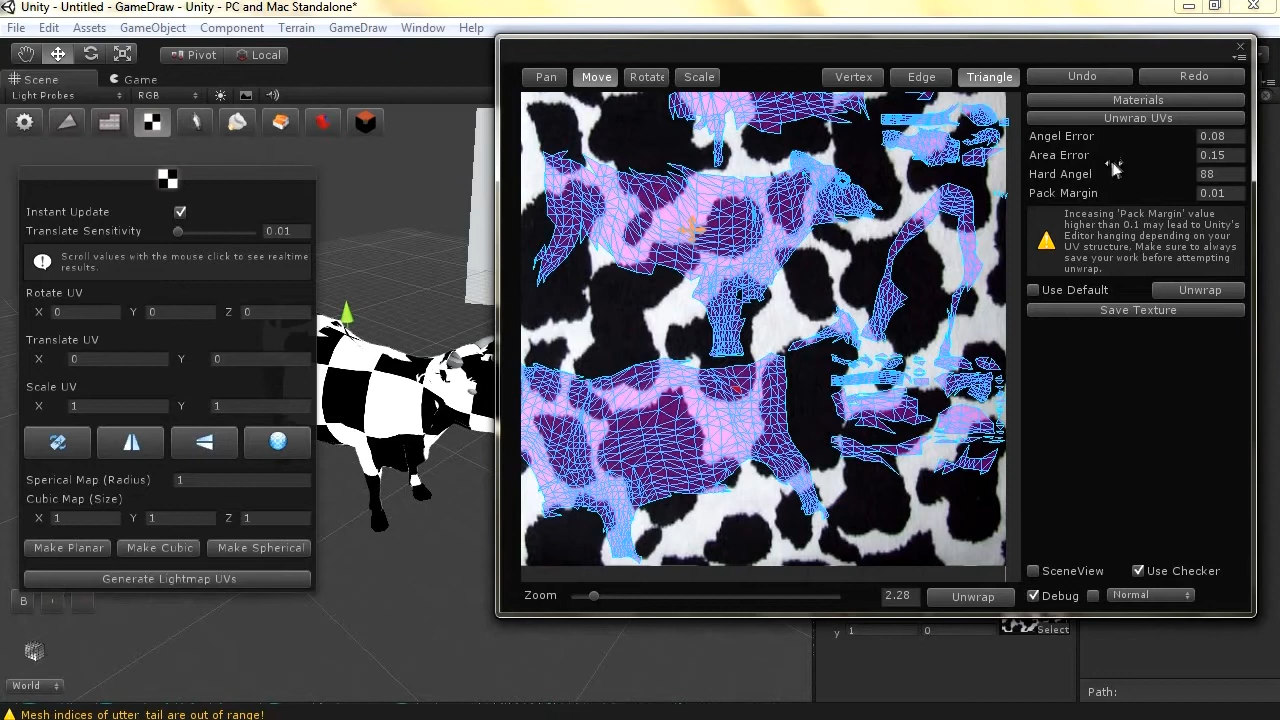 Unity - Untitled - GameDraw - Unity - PC and Mac Standalone*
File Edit Assets GameObject Component Terrain GameDraw Window Help
Pivot Local
Scene Game
Light Probes RGB
Instant Update
Translate Sensitivity 0.01
Scroll values with the mouse click to see realtime
results.
Rotate UV
X 0 Y 0 Z 0
Translate UV
X 0 Y 0
Scale UV
X 1 Y 1
Sperical Map (Radius) 1
Cubic Map (Size)
X 1 Y 1 Z 1
Make Planar Make Cubic Make Spherical
Generate Lightmap UVs
B
World
Mesh indices of utter_tail are out of range!
Pan Move Rotate Scale Vertex Edge Triangle Undo Redo
Materials
Unwrap UVs
Angel Error 0.08
Area Error 0.15
Hard Angel 88
Pack Margin 0.01
Inceasing 'Pack Margin' value
higher than 0.1 may lead to Unity's
Editor hanging depending on your
UV structure, Make sure to always
save your work before attempting
unwrap.
Use Default Unwrap
Save Texture
SceneView Use Checker
Zoom 2.28 Unwrap Debug Normal
y 1 0 Select
Path: